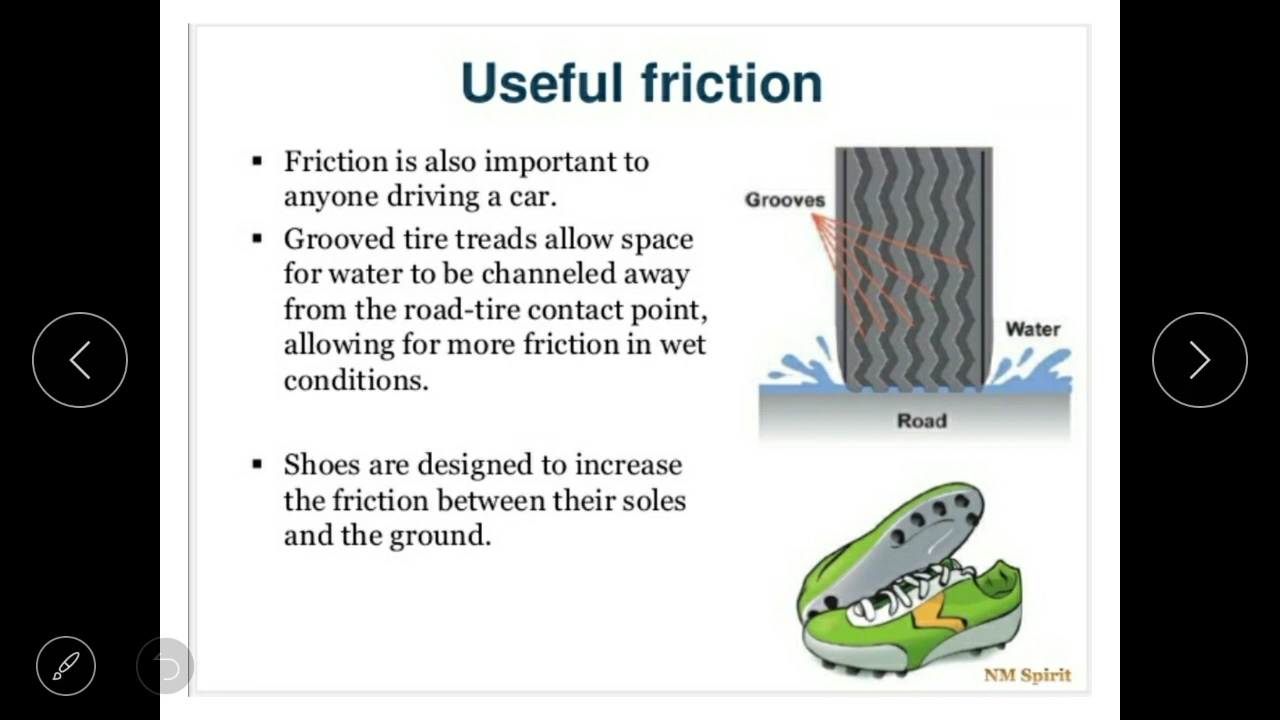 Useful friction
▪ Friction is also important to
anyone driving a car.
▪ Grooved tire treads allow space
for water to be channeled away
from the road-tire contact point,
allowing for more friction in wet
conditions.
▪ Shoes are designed to increase
the friction between their soles
and the ground.
Grooves
Water
Road
NM Spirit